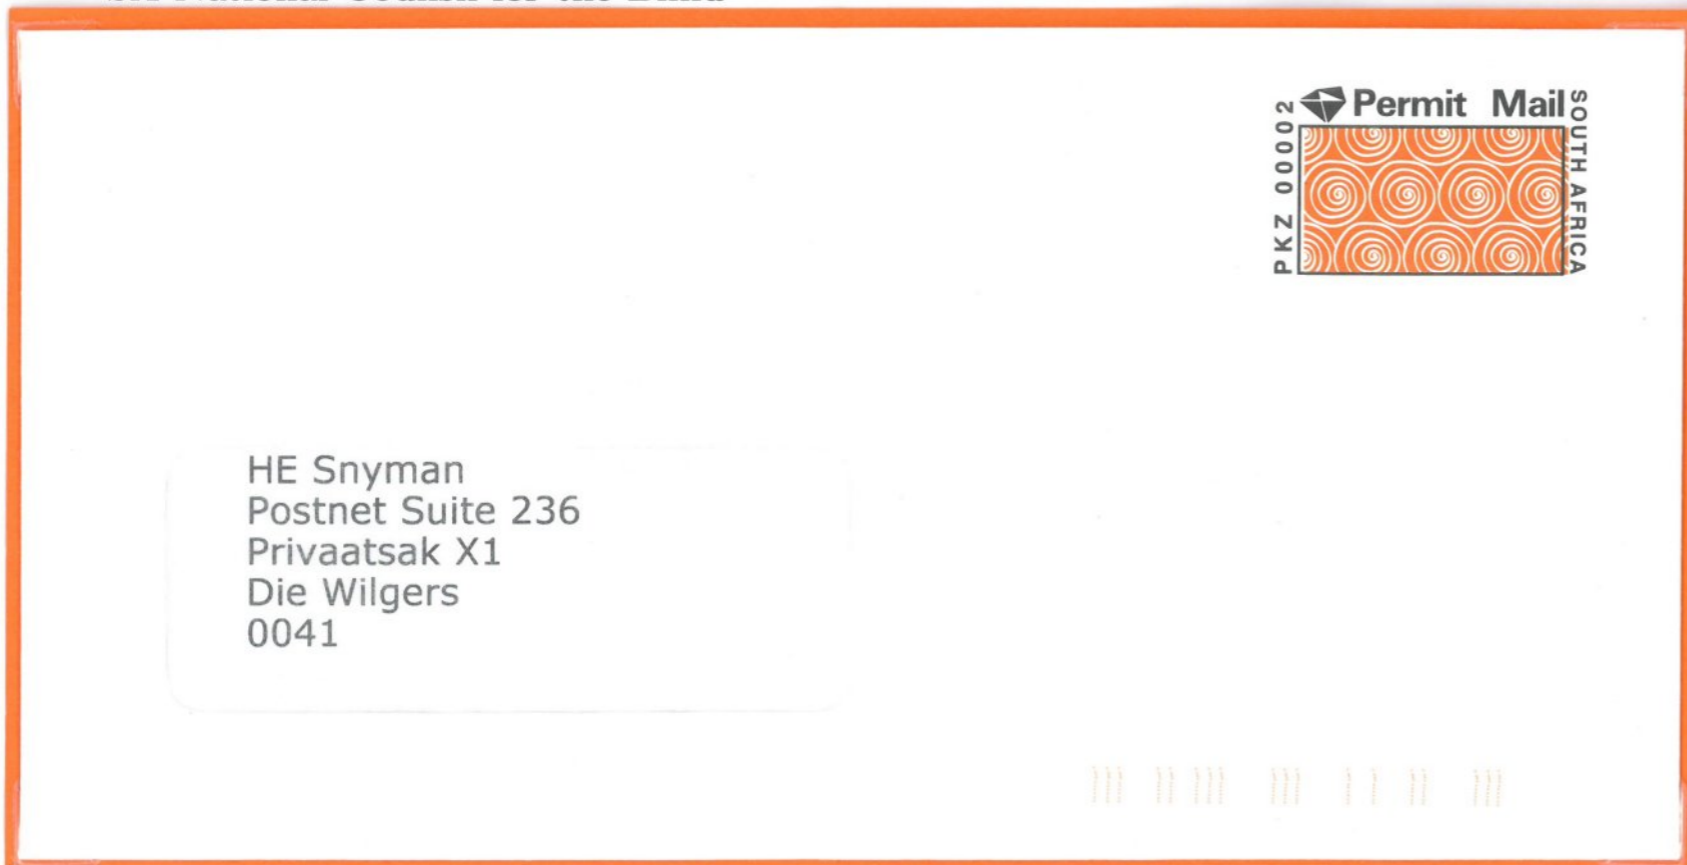 HE Snyman
Postnet Suite 236
Privaatsak X1
Die Wilgers
0041
Permit Mail
PKZ 00002
SOUTH AFRICA